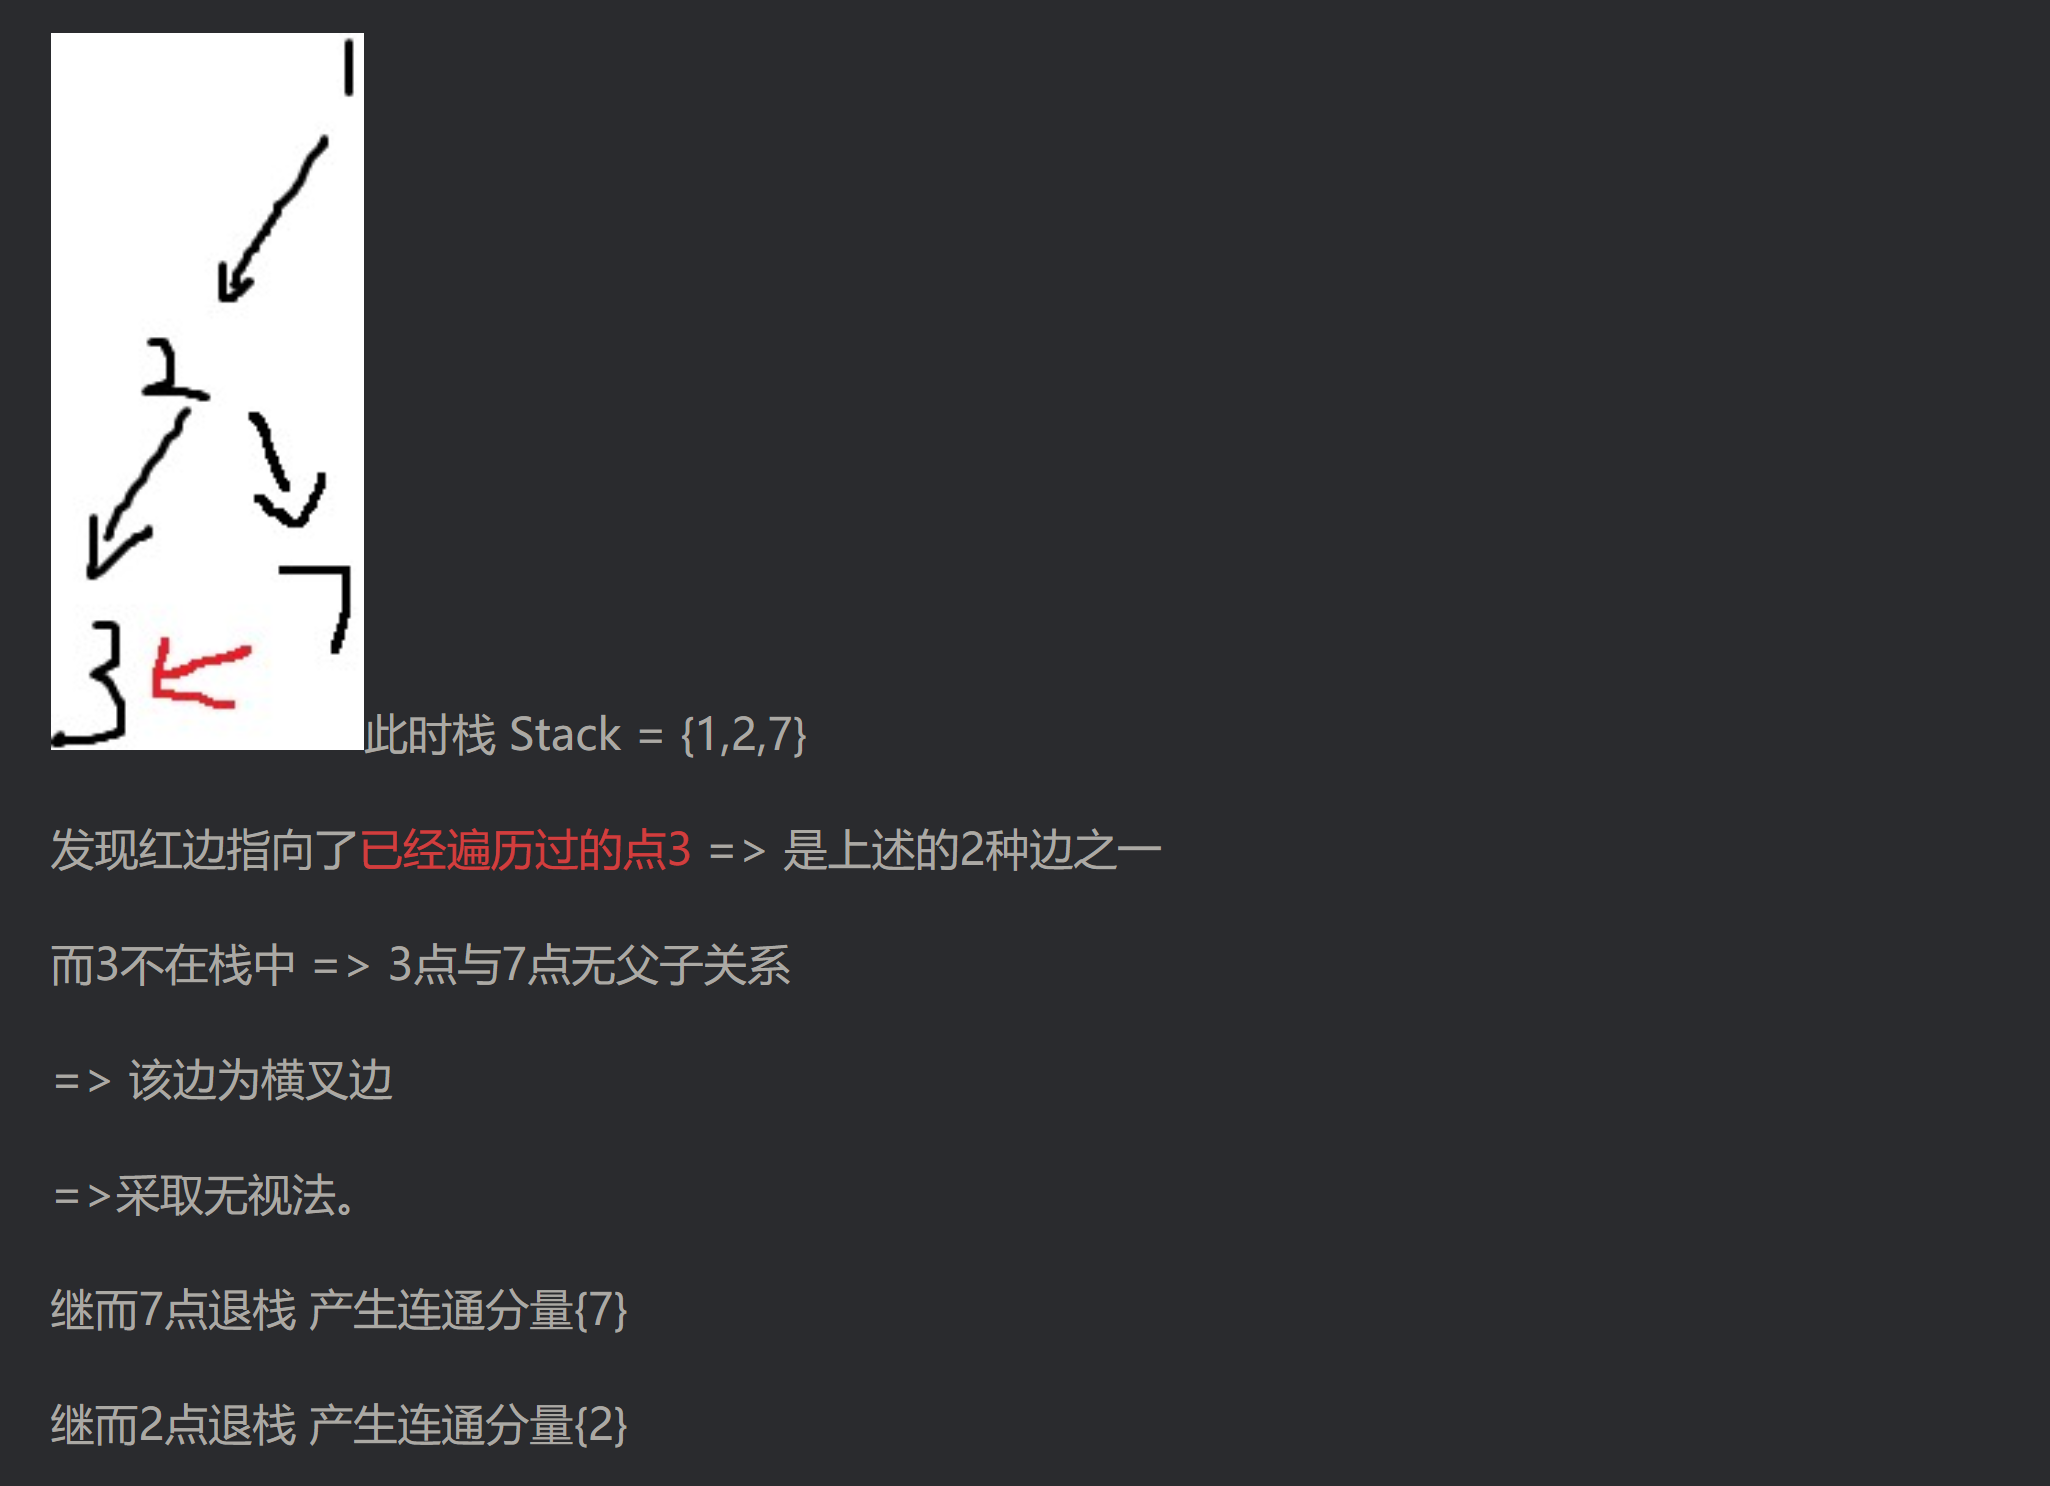 1
2
7
3
此时栈 Stack = {1,2,7}
发现红边指向了已经遍历过的点3 => 是上述的2种边之一
而3不在栈中 => 3点与7点无父子关系
=> 该边为横叉边
=>采取无视法。
继而7点退栈 产生连通分量{7}
继而2点退栈 产生连通分量{2}